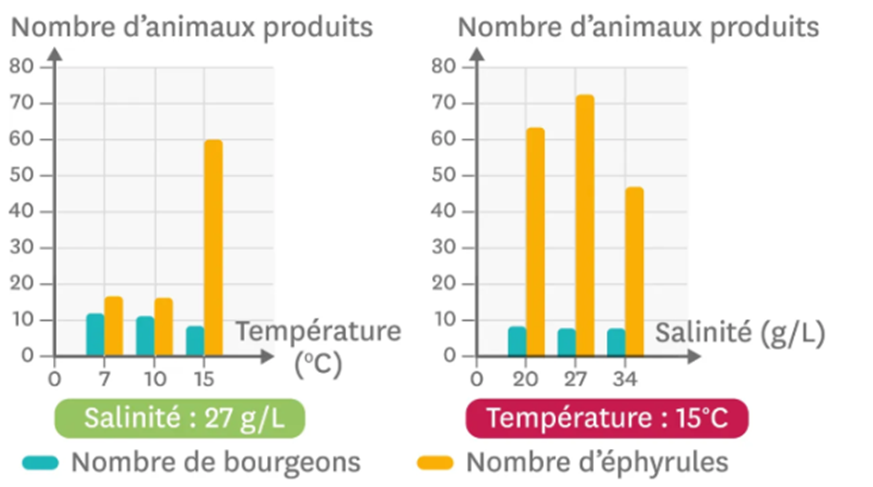 Nombre d'animaux produits
80
70
60
50
40
30
20
10
0
0 7 10 15
Température
(°C)
Salinité : 27 g/L
Nombre d'animaux produits
80
70
60
50
40
30
20
10
0
0 20 27 34
Salinité (g/L)
Température : 15°C
Nombre de bourgeons
Nombre d'éphyrules